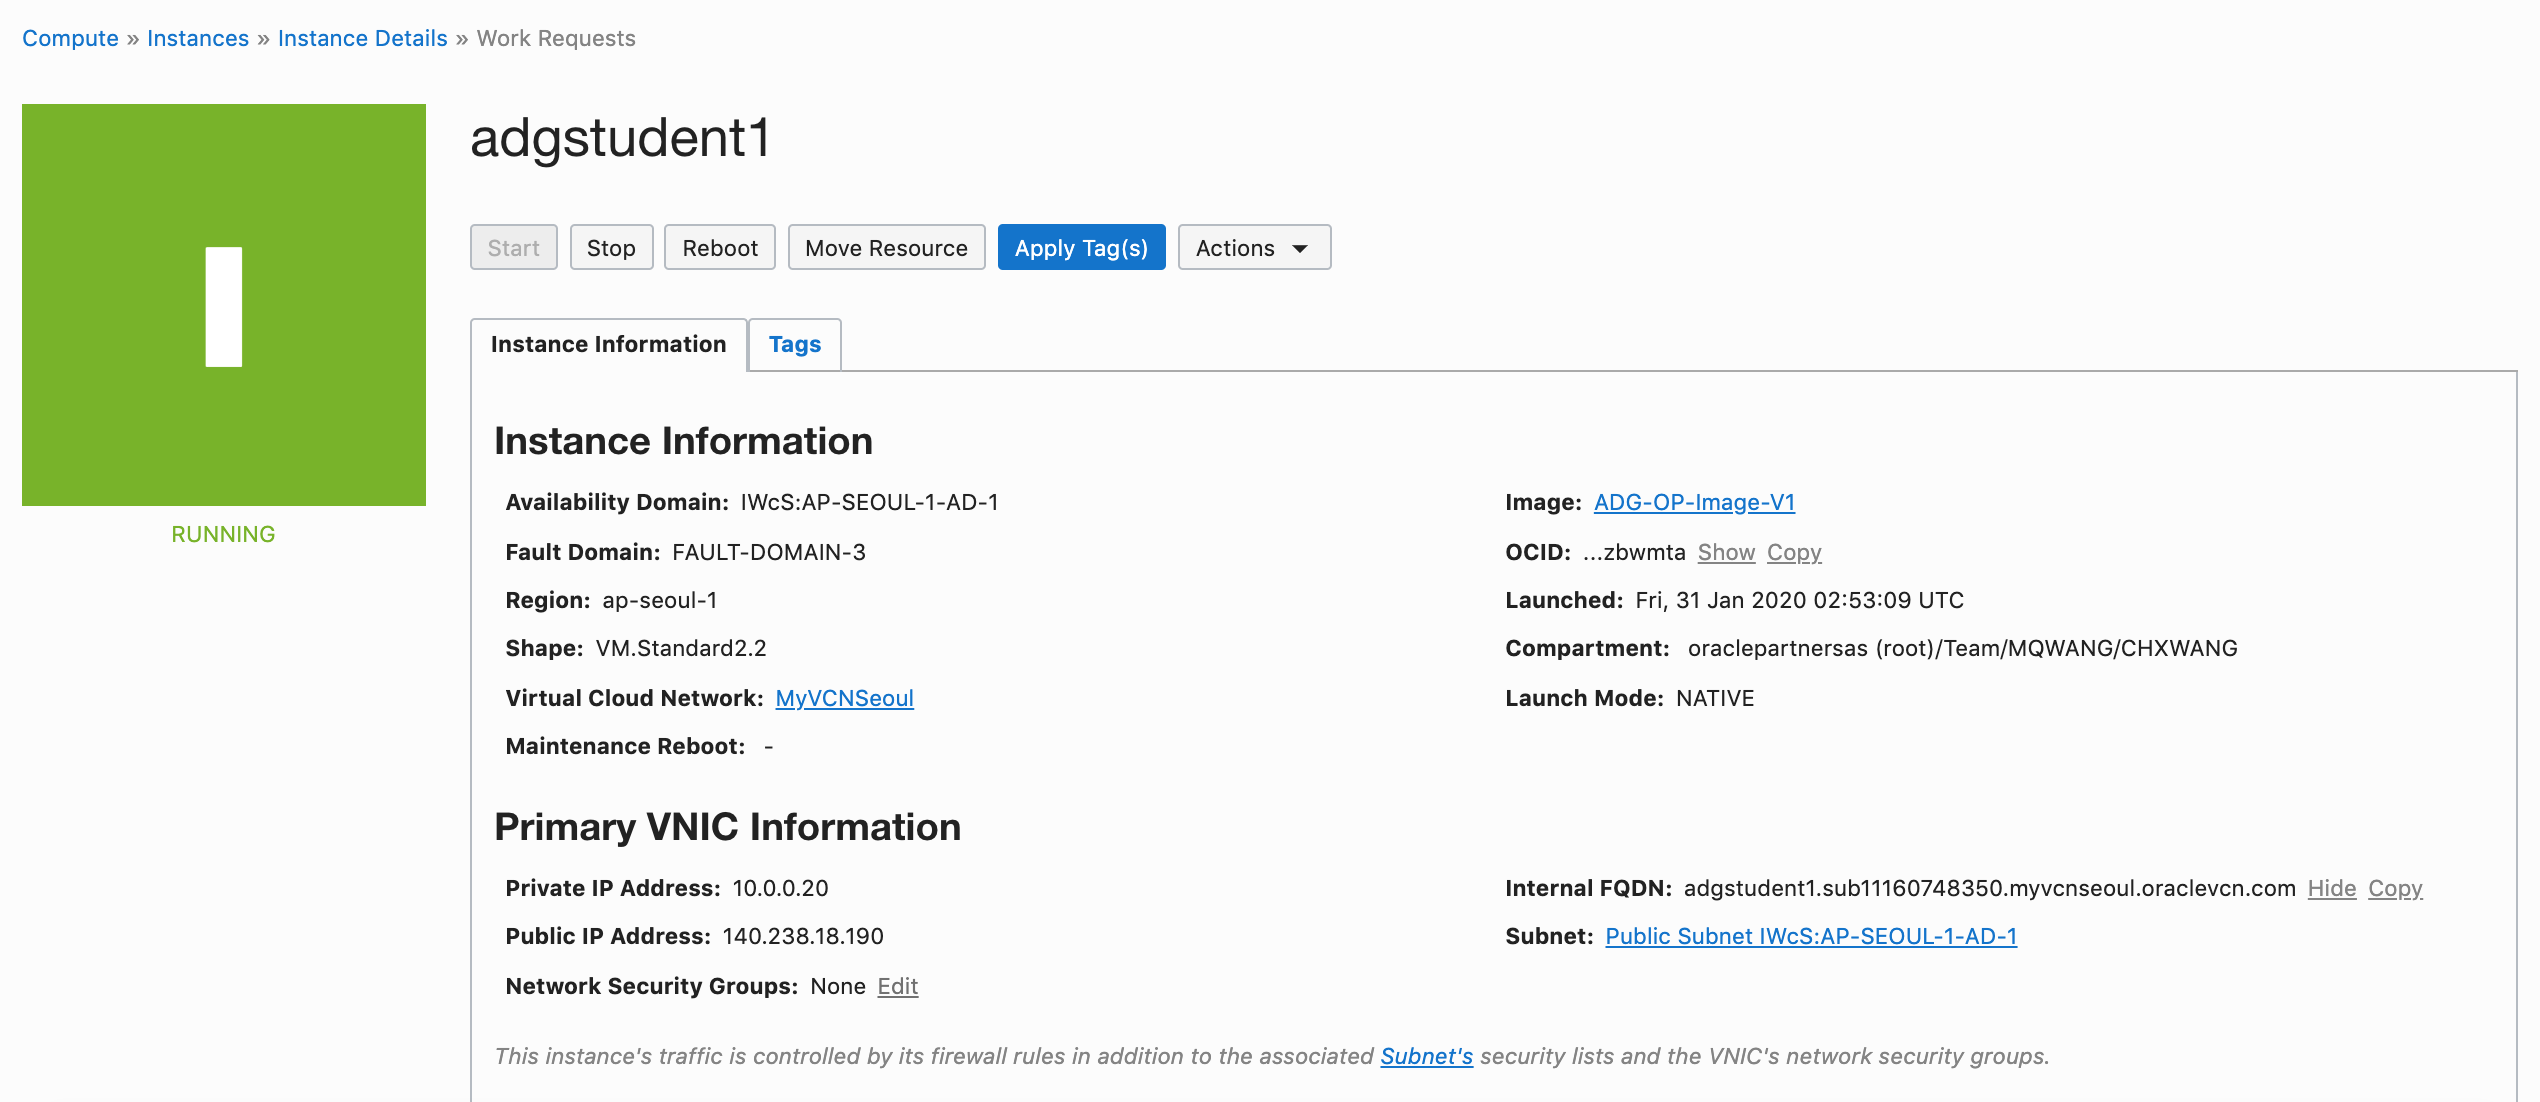 Compute » Instances » Instance Details » Work Requests
adgstudent1
Start Stop Reboot Move Resource Apply Tag(s) Actions
RUNNING
Instance Information Tags
Instance Information
Availability Domain: IWcS:AP-SEOUL-1-AD-1
Fault Domain: FAULT-DOMAIN-3
Region: ap-seoul-1
Shape: VM.Standard2.2
Virtual Cloud Network: MyVCNSeoul
Maintenance Reboot: -
Image: ADG-OP-Image-V1
OCID: ...zbwmta Show Copy
Launched: Fri, 31 Jan 2020 02:53:09 UTC
Compartment: oraclepartnersas (root)/Team/MQWANG/CHXWANG
Launch Mode: NATIVE
Primary VNIC Information
Private IP Address: 10.0.0.20
Public IP Address: 140.238.18.190
Network Security Groups: None Edit
Internal FQDN: adgstudent1.sub11160748350.myvcnseoul.oraclevcn.com Hide Copy
Subnet: Public Subnet IWcS:AP-SEOUL-1-AD-1
This instance's traffic is controlled by its firewall rules in addition to the associated Subnet's security lists and the VNIC's network security groups.